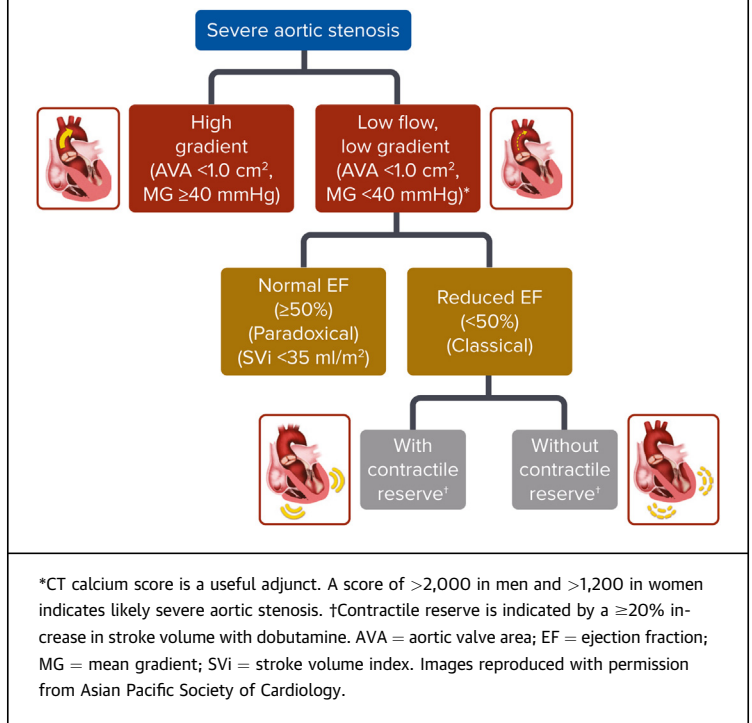 Severe aortic stenosis
High
gradient
(AVA <1.0 cm²,
MG ≥40 mmHg)
Low flow,
low gradient
(AVA <1.0 cm²,
MG <40 mmHg)*
Normal EF
(≥50%)
(Paradoxical)
(SVi <35 ml/m²)
Reduced EF
(<50%)
(Classical)
With
contractile
reserve†
Without
contractile
reserve†
*CT calcium score is a useful adjunct. A score of >2,000 in men and >1,200 in women
indicates likely severe aortic stenosis. †Contractile reserve is indicated by a ≥20% in-
crease in stroke volume with dobutamine. AVA = aortic valve area; EF = ejection fraction;
MG = mean gradient; SVi = stroke volume index. Images reproduced with permission
from Asian Pacific Society of Cardiology.